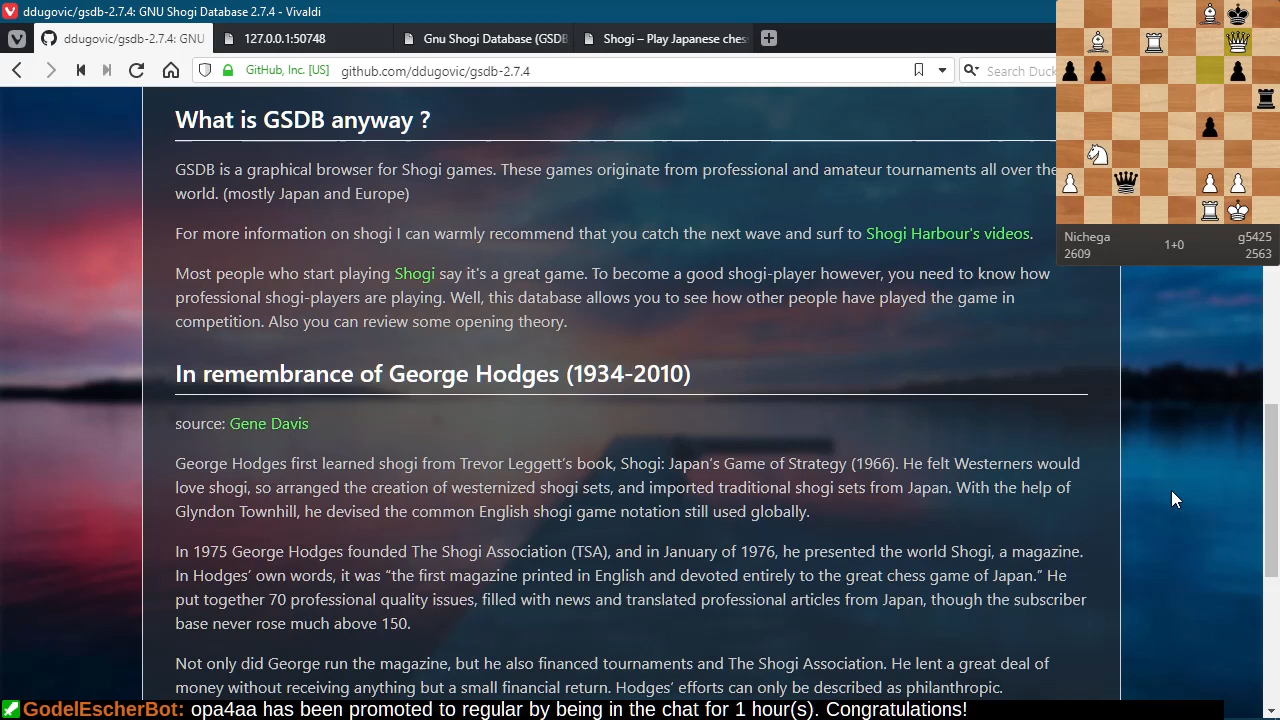 ddugovic/gsdb-2.7.4: GNU Shogi Database 2.7.4 - Vivaldi
ddugovic/gsdb-2.7.4: GNU
127.0.0.1:50748
Gnu Shogi Database (GSDB
Shogi – Play Japanese ches
GitHub, Inc. [US]
github.com/ddugovic/gsdb-2.7.4
Search Duc
What is GSDB anyway ?
GSDB is a graphical browser for Shogi games. These games originate from professional and amateur tournaments all over the
world. (mostly Japan and Europe)
For more information on shogi I can warmly recommend that you catch the next wave and surf to Shogi Harbour's videos.
Most people who start playing Shogi say it's a great game. To become a good shogi-player however, you need to know how
professional shogi-players are playing. Well, this database allows you to see how other people have played the game in
competition. Also you can review some opening theory.
In remembrance of George Hodges (1934-2010)
source: Gene Davis
George Hodges first learned shogi from Trevor Leggett’s book, Shogi: Japan’s Game of Strategy (1966). He felt Westerners would
love shogi, so arranged the creation of westernized shogi sets, and imported traditional shogi sets from Japan. With the help of
Glyndon Townhill, he devised the common English shogi game notation still used globally.
In 1975 George Hodges founded The Shogi Association (TSA), and in January of 1976, he presented the world Shogi, a magazine.
In Hodges’ own words, it was “the first magazine printed in English and devoted entirely to the great chess game of Japan.” He
put together 70 professional quality issues, filled with news and translated professional articles from Japan, though the subscriber
base never rose much above 150.
Not only did George run the magazine, but he also financed tournaments and The Shogi Association. He lent a great deal of
money without receiving anything but a small financial return. Hodges’ efforts can only be described as philanthropic.
Nichega
2609
1+0
g5425
2563
GodelEscherBot: opa4aa has been promoted to regular by being in the chat for 1 hour(s). Congratulations!